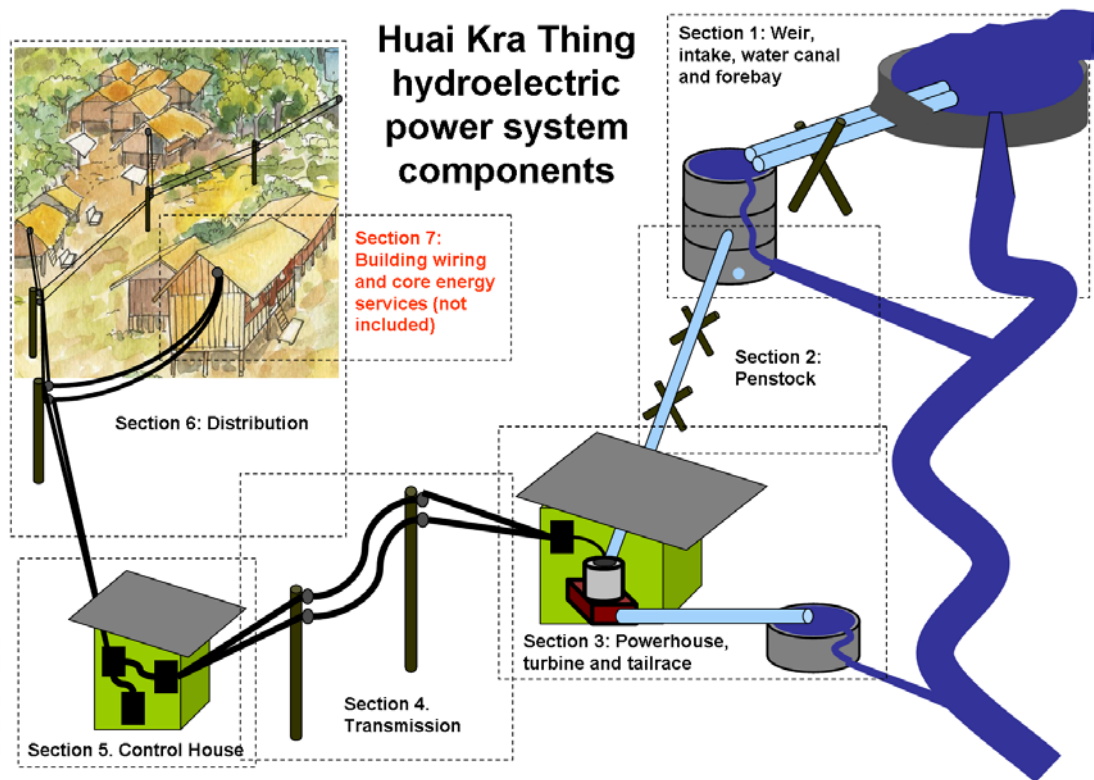 Huai Kra Thing
hydroelectric
power system
components
Section 1: Weir,
intake, water canal
and forebay
Section 7:
Building wiring
and core energy
services (not
included)
Section 2:
Penstock
Section 6: Distribution
Section 3: Powerhouse,
turbine and tailrace
Section 4.
Transmission
Section 5. Control House